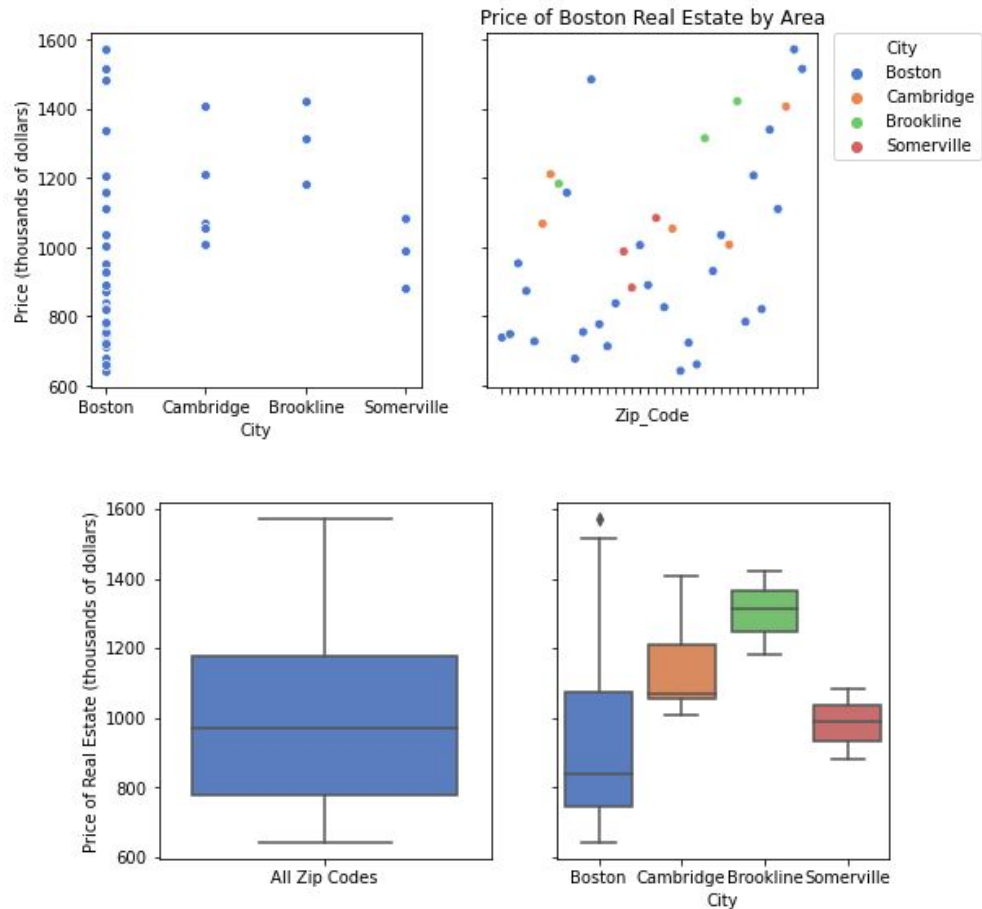 Price of Boston Real Estate by Area
Price (thousands of dollars)
1600
1400
1200
1000
800
600
Boston Cambridge Brookline Somerville
City
Zip_Code
City
Boston
Cambridge
Brookline
Somerville
Price of Real Estate (thousands of dollars)
1600
1400
1200
1000
800
600
All Zip Codes
Boston Cambridge Brookline Somerville
City